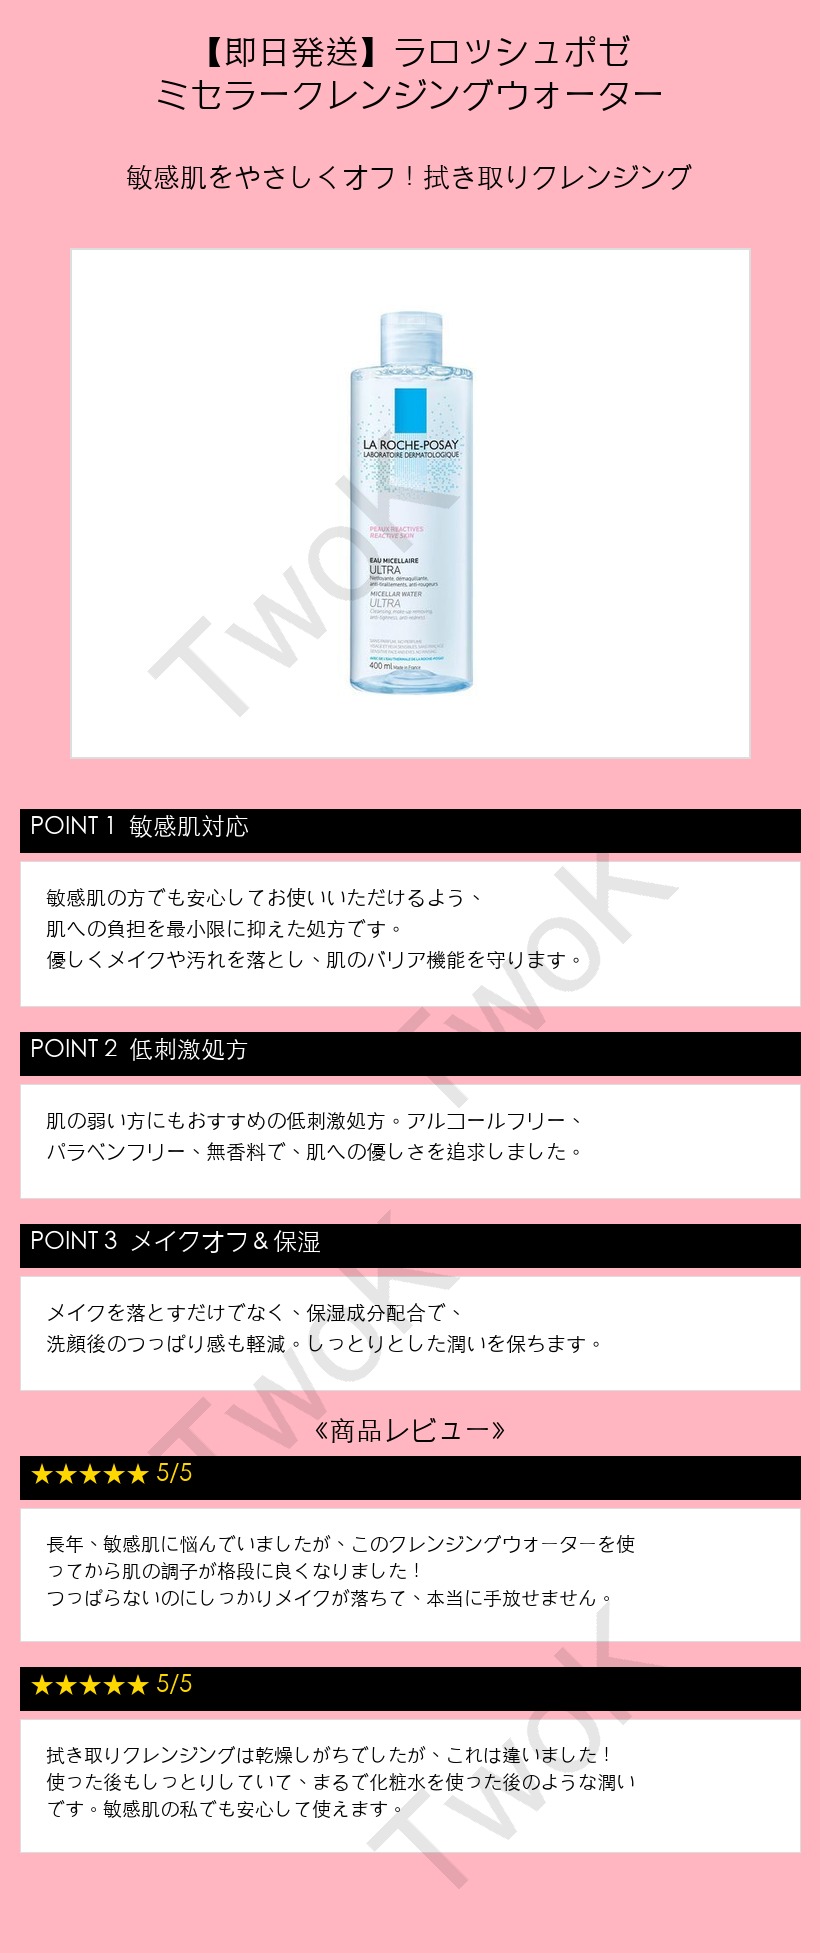 【即日発送】ラロッシュポゼ
ミセラークレンジングウォーター
敏感肌をやさしくオフ！拭き取りクレンジング
LA ROCHE-POSAY
LABORATOIRE DERMATOLOGIQUE
PEAUX REACTIVES
REACTIVE SKIN
EAU MICELLAIRE
ULTRA
Nettoyante, démaquillante,
anti-tiraillements, anti-rougeurs
MICELLAR WATER
ULTRA
Cleansing, make-up removing
anti-tightness, anti-redness
400 ml Made in France
TwoK
POINT 1 敏感肌対応
敏感肌の方でも安心してお使いいただけるよう、
肌への負担を最小限に抑えた処方です。
優しくメイクや汚れを落とし、肌のバリア機能を守ります。
TwoK
POINT 2 低刺激処方
肌の弱い方にもおすすめの低刺激処方。アルコールフリー、
パラベンフリー、無香料で、肌への優しさを追求しました。
POINT 3 メイクオフ＆保湿
メイクを落とすだけでなく、保湿成分配合で、
洗顔後のつっぱり感も軽減。しっとりとした潤いを保ちます。
TwoK
《商品レビュー》
★★★★★ 5/5
長年、敏感肌に悩んでいましたが、このクレンジングウォーターを使
ってから肌の調子が格段に良くなりました！
つっぱらないのにしっかりメイクが落ちて、本当に手放せません。
★★★★★ 5/5
拭き取りクレンジングは乾燥しがちでしたが、これは違いました！
使った後もしっとりしていて、まるで化粧水を使った後のような潤い
です。敏感肌の私でも安心して使えます。
TwoK